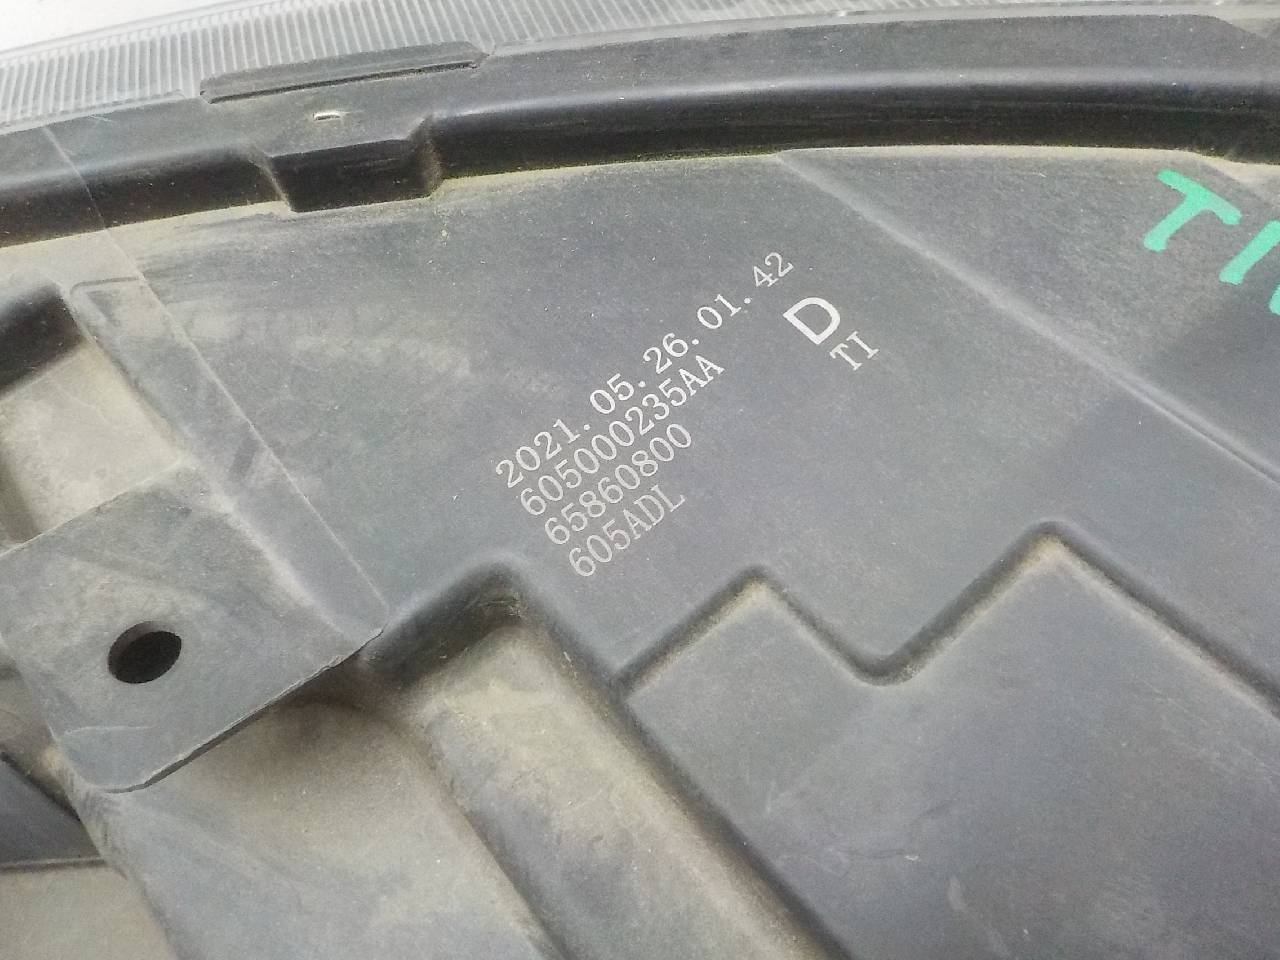 2021. 05. 26. 01. 42
605000235AA
65860800
605ADL
D
TI